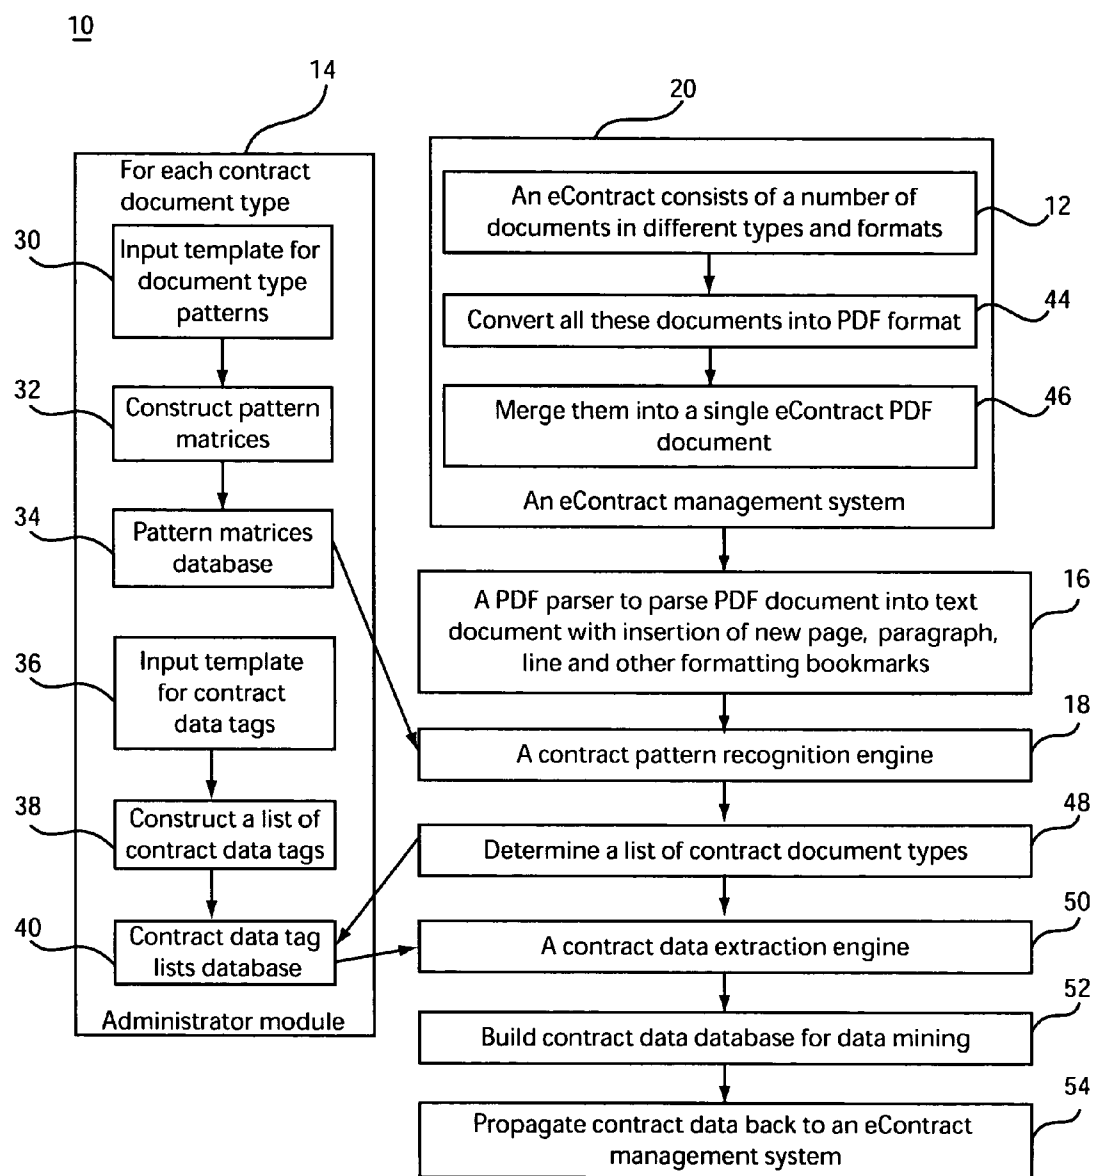 10
14
For each contract
document type
30
Input template for
document type
patterns
32
Construct pattern
matrices
34
Pattern matrices
database
36
Input template
for contract
data tags
38
Construct a list of
contract data tags
40
Contract data tag
lists database
Administrator module
20
An eContract consists of a number of
documents in different types and formats
12
Convert all these documents into PDF format
44
Merge them into a single eContract PDF
document
46
An eContract management system
A PDF parser to parse PDF document into text
document with insertion of new page, paragraph,
line and other formatting bookmarks
16
A contract pattern recognition engine
18
Determine a list of contract document types
48
A contract data extraction engine
50
Build contract data database for data mining
52
Propagate contract data back to an eContract
management system
54